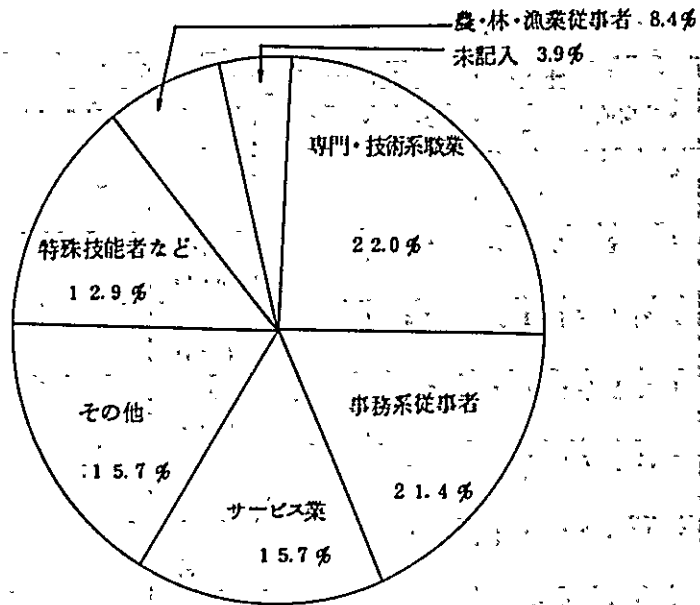 農・林・漁業従事者 8.4%
未記入 3.9%
専門・技術系職業
22.0%
特殊技能者など
12.9%
事務系従事者
21.4%
その他
15.7%
サービス業
15.7%